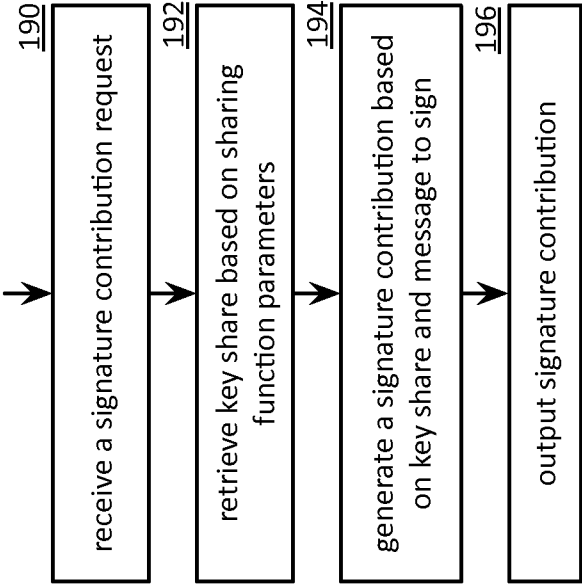 190
receive a signature contribution request
192
retrieve key share based on sharing
function parameters
194
generate a signature contribution based
on key share and message to sign
196
output signature contribution